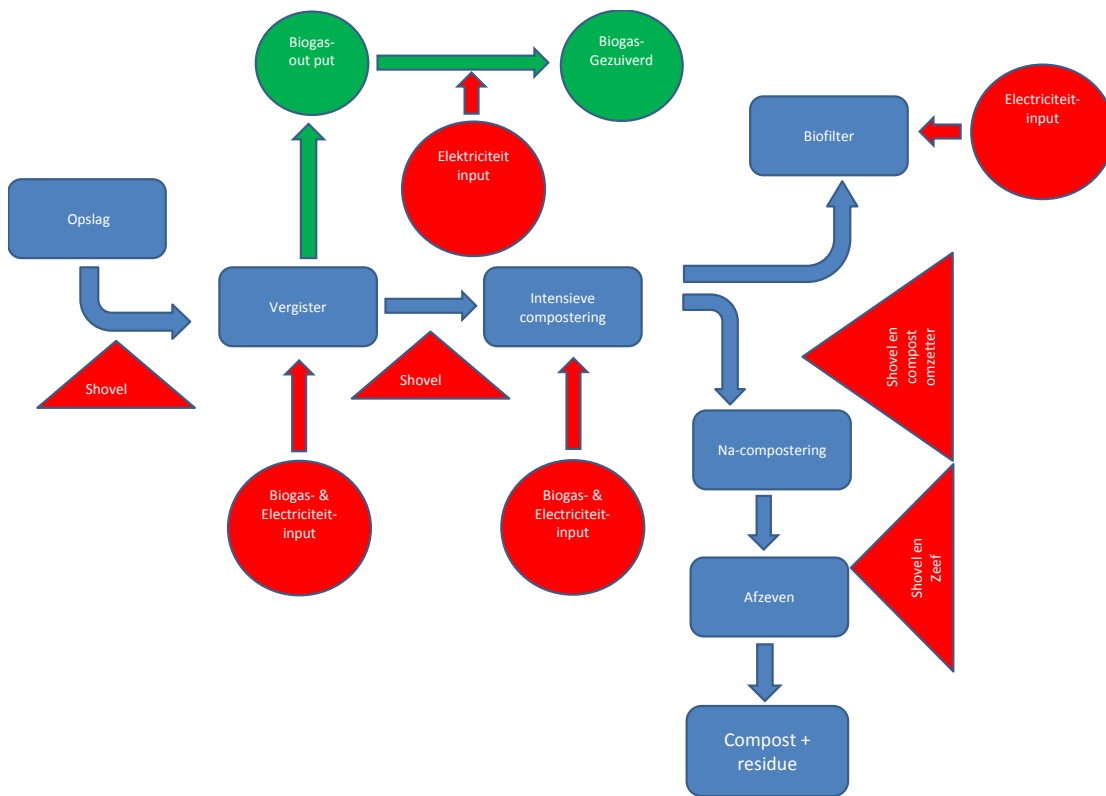 Biogas-
out put
Biogas-
Gezuiverd
Electriciteit-
input
Biofilter
Elektriciteit
input
Opslag
Vergister
Intensieve
compostering
Shovel
Shovel
Shovel en
compost
omzetter
Na-compostering
Biogas- &
Electriciteit-
input
Biogas- &
Electriciteit-
input
Shovel en
Zeef
Afzeven
Compost +
residue